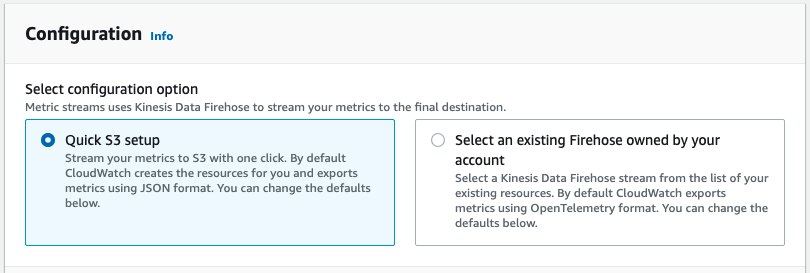 Configuration Info
Select configuration option
Metric streams uses Kinesis Data Firehose to stream your metrics to the final destination.
Quick S3 setup
Stream your metrics to S3 with one click. By default
CloudWatch creates the resources for you and exports
metrics using JSON format. You can change the defaults
below.
Select an existing Firehose owned by your
account
Select a Kinesis Data Firehose stream from the list of your
existing resources. By default CloudWatch exports
metrics using OpenTelemetry format. You can change the
defaults below.